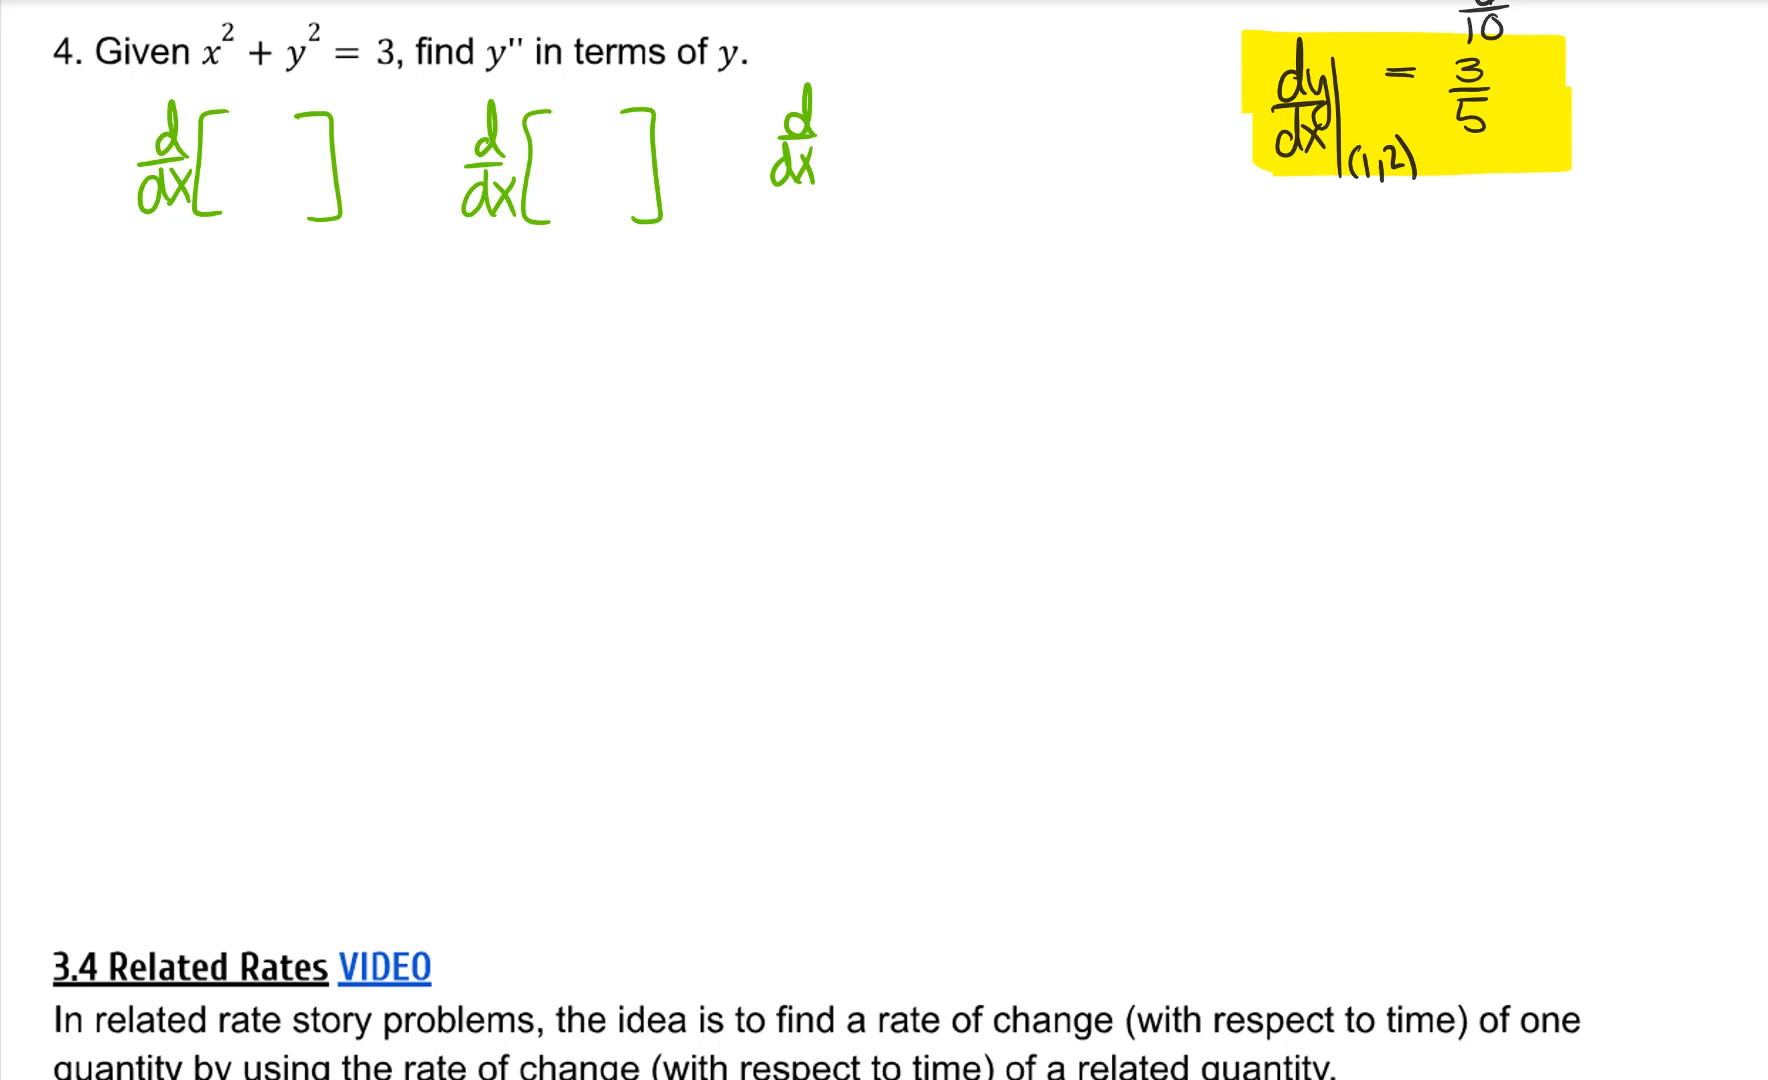 10
4. Given x² + y² = 3, find y'' in terms of y.
d/dx [ ] d/dx [ ] d/dx
dy/dx |(1,2) = 3/5
3.4 Related Rates VIDEO
In related rate story problems, the idea is to find a rate of change (with respect to time) of one
quantity by using the rate of change (with respect to time) of a related quantity.